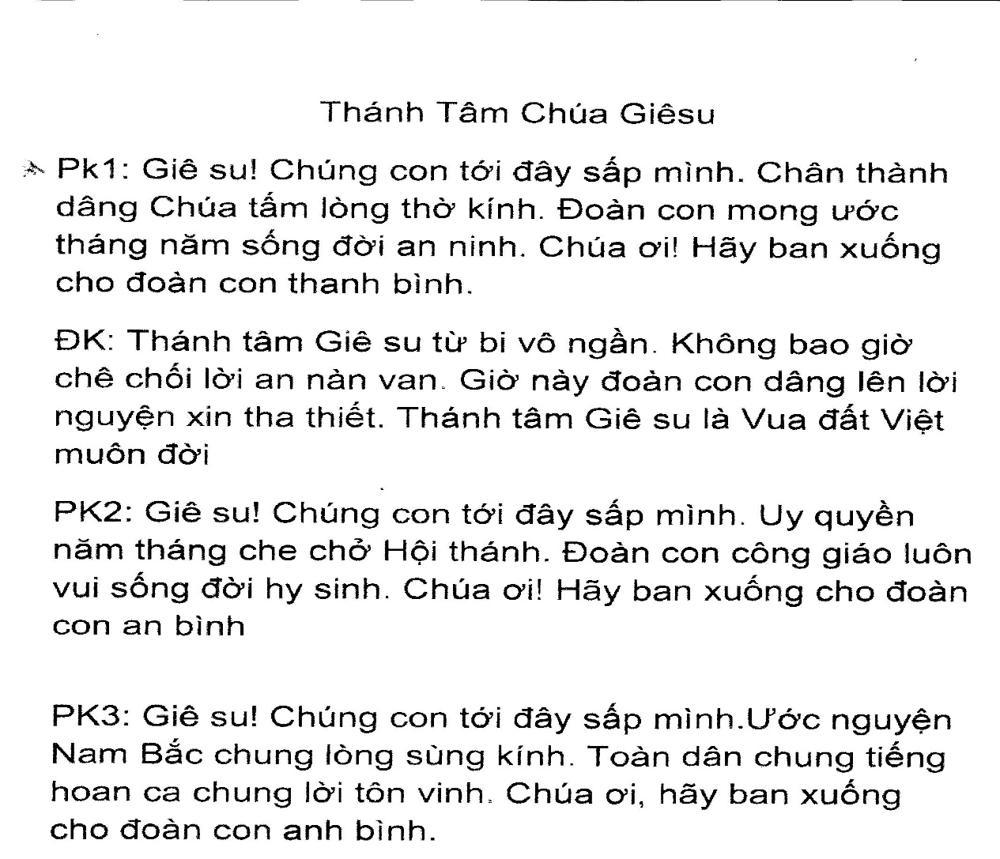 Thánh Tâm Chúa Giêsu
Pk1: Giê su! Chúng con tới đây sấp mình. Chân thành
dâng Chúa tấm lòng thờ kính. Đoàn con mong ước
tháng năm sống đời an ninh. Chúa ơi! Hãy ban xuống
cho đoàn con thanh bình.
ĐK: Thánh tâm Giê su từ bi vô ngần. Không bao giờ
chê chối lời an nàn van. Giờ này đoàn con dâng lên lời
nguyện xin tha thiết. Thánh tâm Giê su là Vua đất Việt
muôn đời
PK2: Giê su! Chúng con tới đây sấp mình. Uy quyền
năm tháng che chở Hội thánh. Đoàn con công giáo luôn
vui sống đời hy sinh. Chúa ơi! Hãy ban xuống cho đoàn
con an bình
PK3: Giê su! Chúng con tới đây sấp mình.Ước nguyện
Nam Bắc chung lòng sùng kính. Toàn dân chung tiếng
hoan ca chung lời tôn vinh. Chúa ơi, hãy ban xuống
cho đoàn con anh bình.